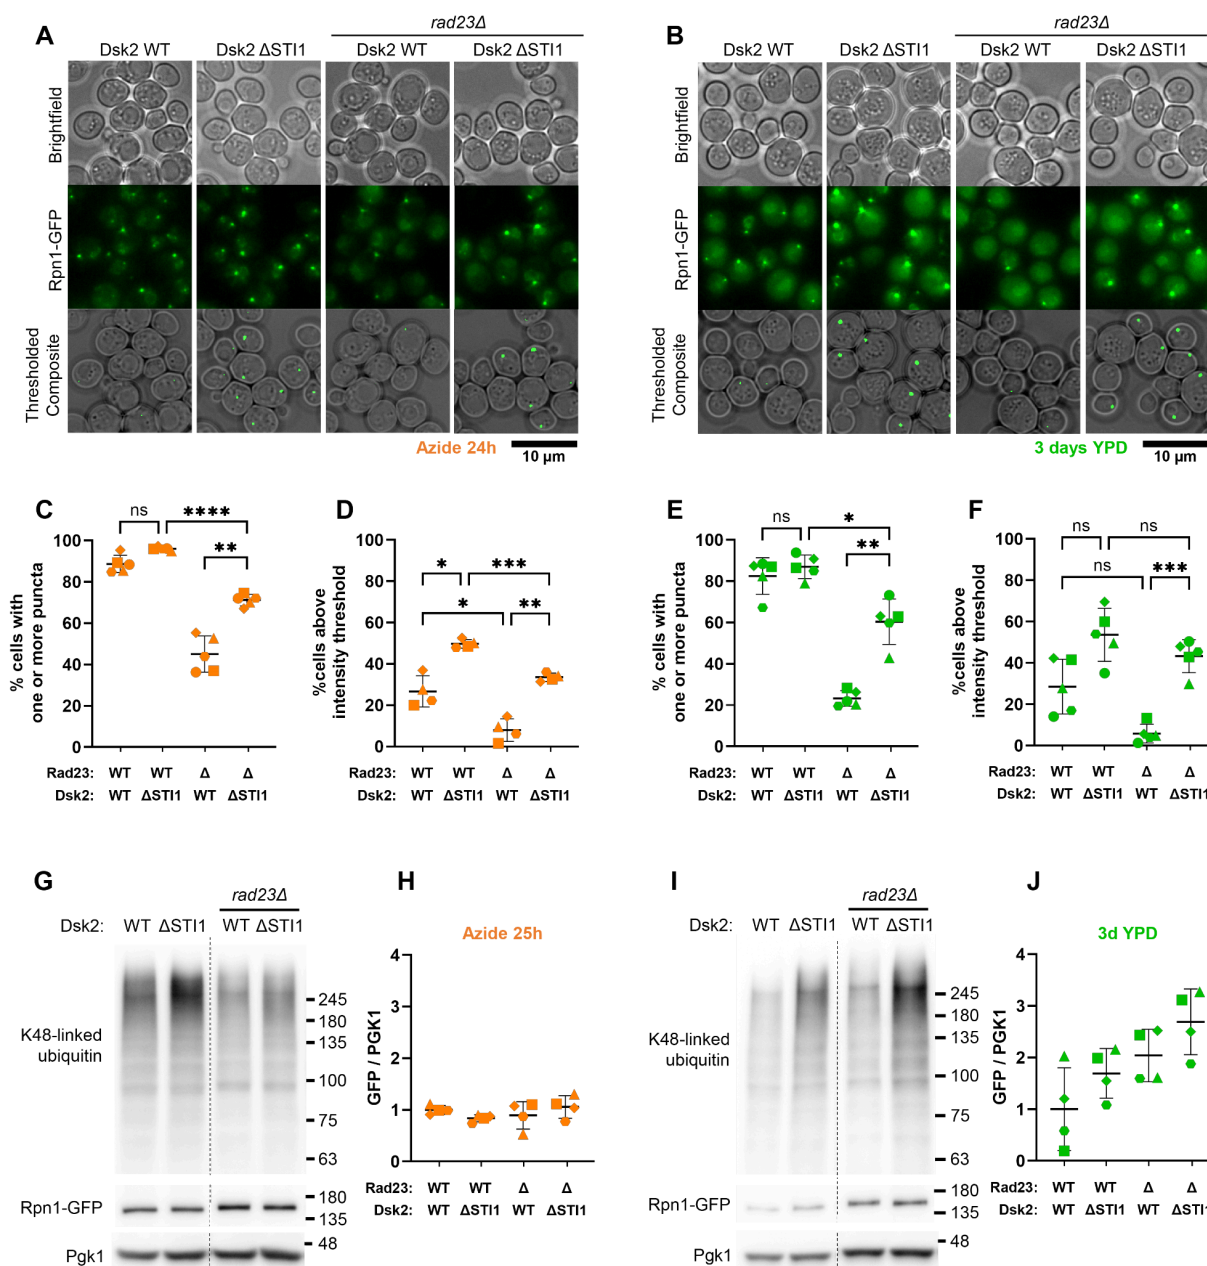 A
rad23Δ
Dsk2 WT Dsk2 ΔSTI1 Dsk2 WT Dsk2 ΔSTI1
Brightfield
Rpn1-GFP
Thresholded
Composite
Azide 24h
10 µm
B
rad23Δ
Dsk2 WT Dsk2 ΔSTI1 Dsk2 WT Dsk2 ΔSTI1
Brightfield
Rpn1-GFP
Thresholded
Composite
3 days YPD
10 µm
C
% cells with
one or more puncta
100
80
60
40
20
0
ns
****
**
Rad23: WT WT Δ Δ
Dsk2: WT ΔSTI1 WT ΔSTI1
D
%cells above
intensity threshold
100
80
60
40
20
0
* ***
* **
WT WT Δ Δ
WT ΔSTI1 WT ΔSTI1
E
% cells with
one or more puncta
100
80
60
40
20
0
ns
*
**
Rad23: WT WT Δ Δ
Dsk2: WT ΔSTI1 WT ΔSTI1
F
%cells above
intensity threshold
100
80
60
40
20
0
ns ns
ns ***
WT WT Δ Δ
WT ΔSTI1 WT ΔSTI1
G
rad23Δ
Dsk2: WT ΔSTI1 WT ΔSTI1
K48-linked
ubiquitin
245
180
135
100
75
63
Rpn1-GFP
180
135
Pgk1
48
H
Azide 25h
GFP / PGK1
4
3
2
1
0
Rad23: WT WT Δ Δ
Dsk2: WT ΔSTI1 WT ΔSTI1
I
rad23Δ
Dsk2: WT ΔSTI1 WT ΔSTI1
K48-linked
ubiquitin
245
180
135
100
75
63
Rpn1-GFP
180
135
Pgk1
48
J
3d YPD
GFP / PGK1
4
3
2
1
0
Rad23: WT WT Δ Δ
Dsk2: WT ΔSTI1 WT ΔSTI1